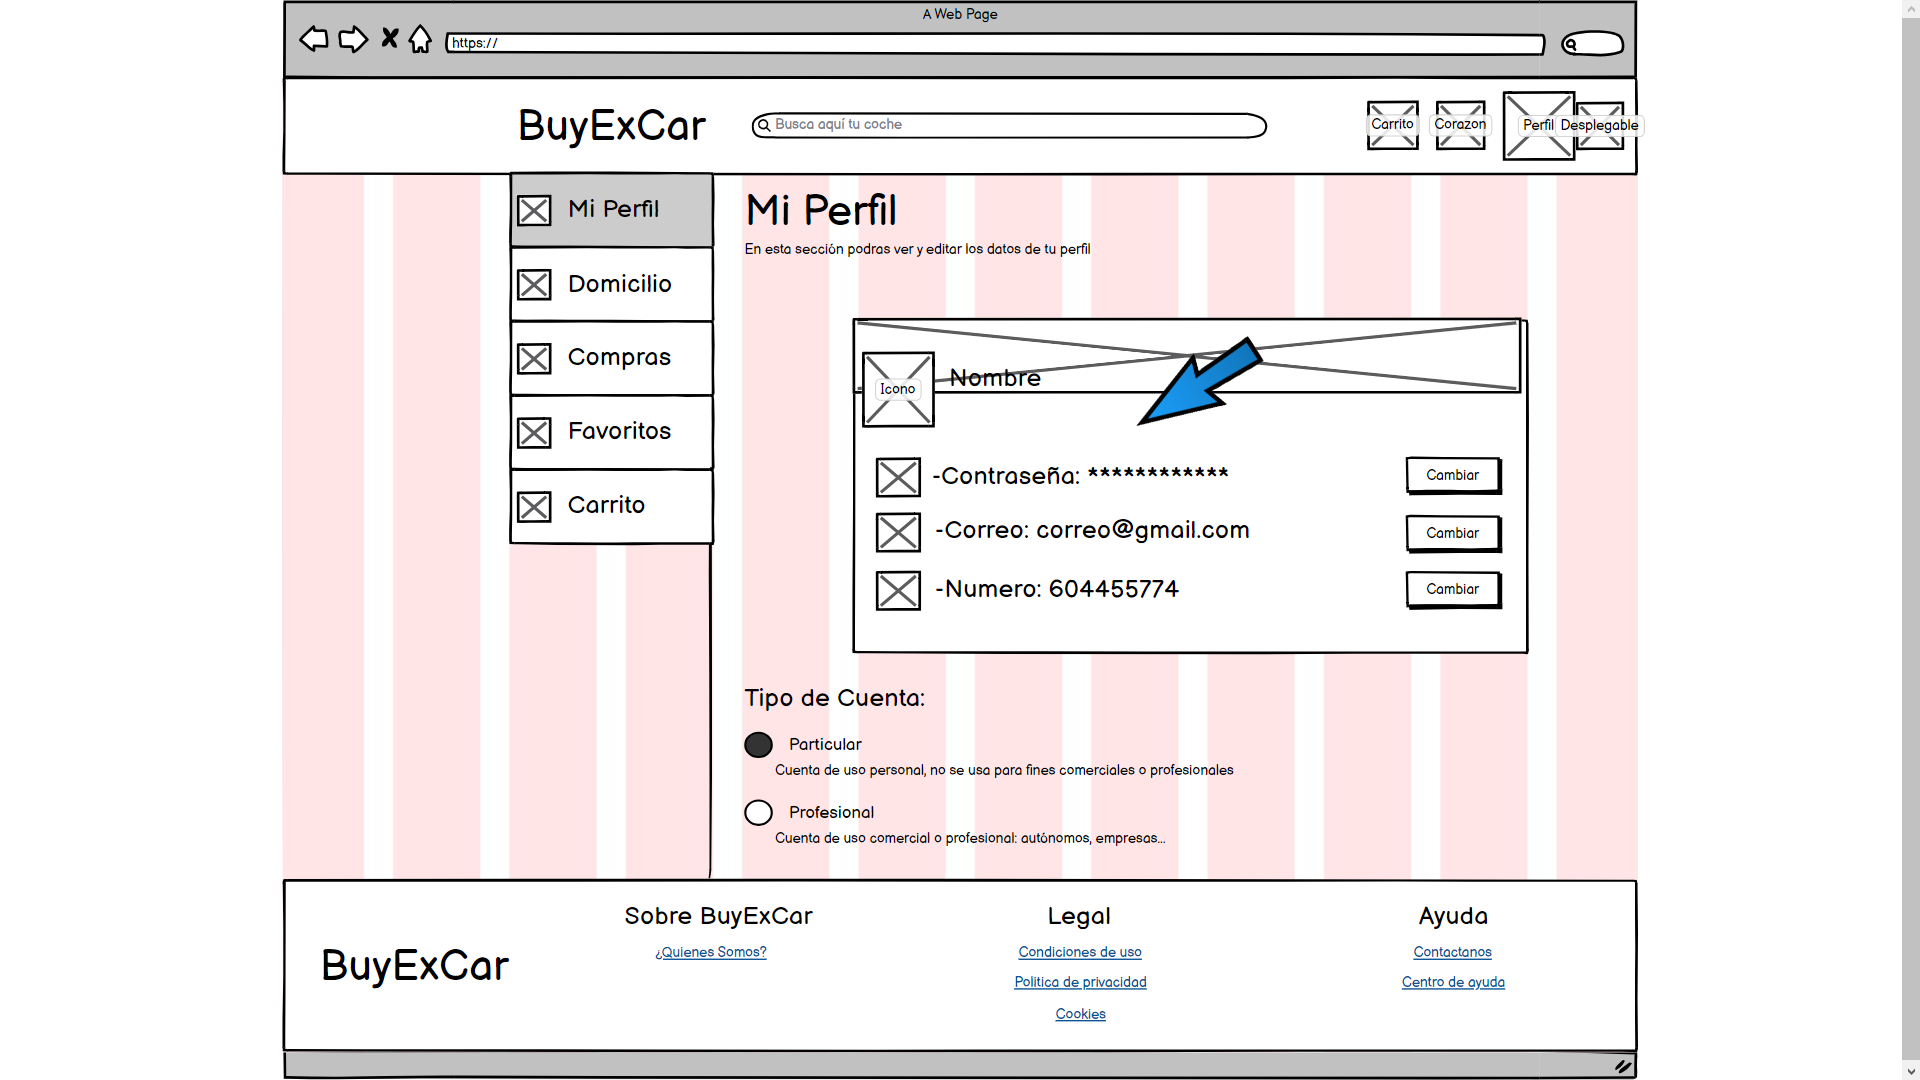 A Web Page
https://
BuyExCar
Busca aquí tu coche
Carrito
Corazon
Perfil
Desplegable
Mi Perfil
Domicilio
Compras
Favoritos
Carrito
Mi Perfil
En esta sección podras ver y editar los datos de tu perfil
Icono
Nombre
-Contraseña: ************
Cambiar
-Correo: correo@gmail.com
Cambiar
-Numero: 604455774
Cambiar
Tipo de Cuenta:
Particular
Cuenta de uso personal, no se usa para fines comerciales o profesionales
Profesional
Cuenta de uso comercial o profesional: autónomos, empresas...
BuyExCar
Sobre BuyExCar
¿Quienes Somos?
Legal
Condiciones de uso
Politica de privacidad
Cookies
Ayuda
Contactanos
Centro de ayuda